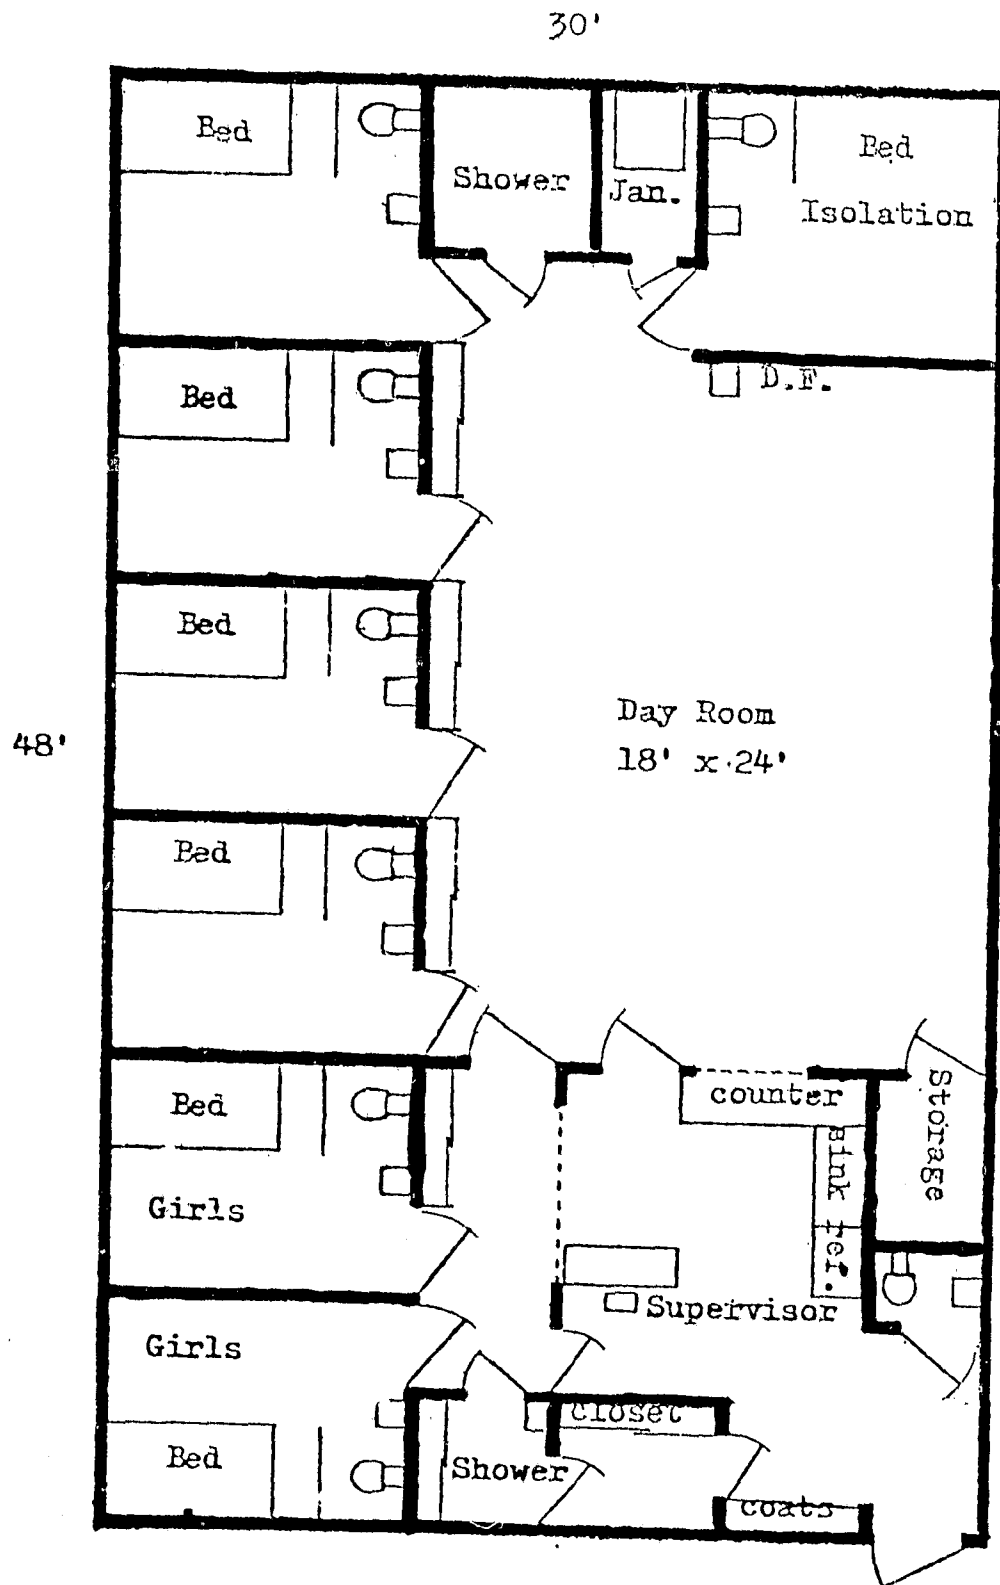 30'
Bed
Shower
Jan.
Bed
Isolation
Bed
D.F.
Bed
Day Room
18' x 24'
48'
Bed
counter
Storage
Bed
sink
ref.
Girls
Supervisor
Girls
closet
Bed
Shower
coats